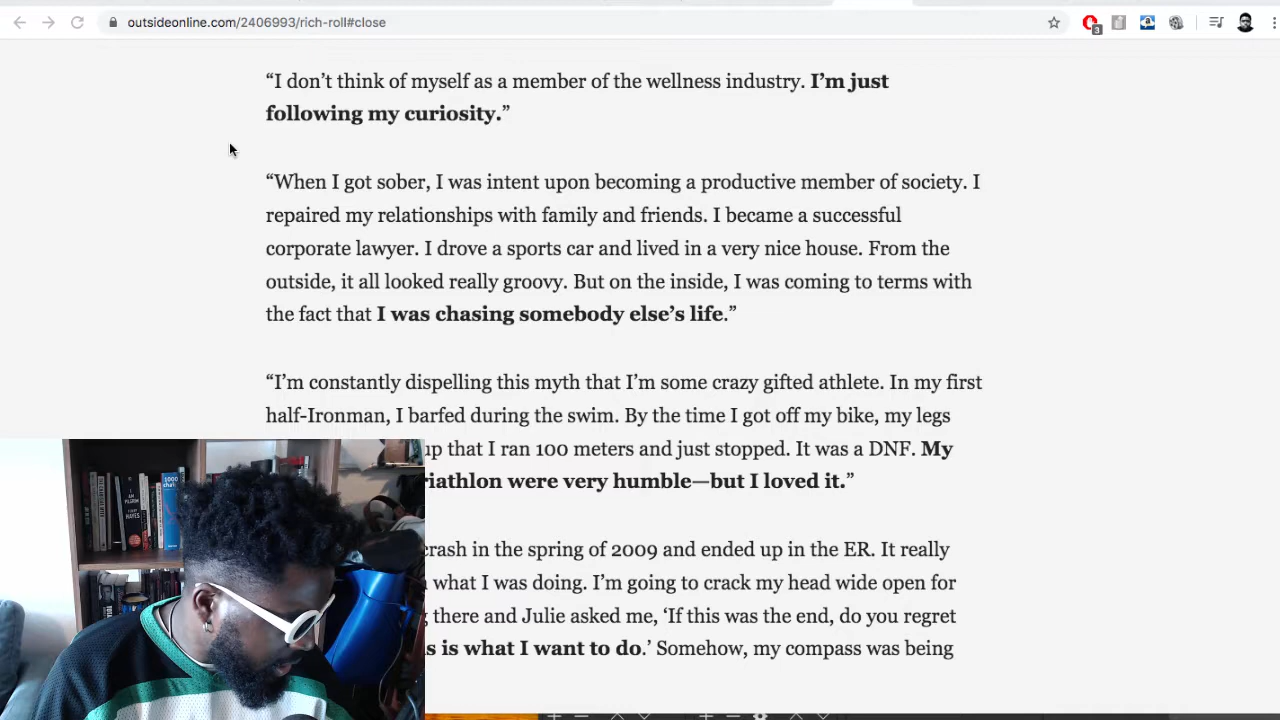 outsideonline.com/2406993/rich-roll#close
3
“I don’t think of myself as a member of the wellness industry. I’m just
following my curiosity.”
“When I got sober, I was intent upon becoming a productive member of society. I
repaired my relationships with family and friends. I became a successful
corporate lawyer. I drove a sports car and lived in a very nice house. From the
outside, it all looked really groovy. But on the inside, I was coming to terms with
the fact that I was chasing somebody else’s life.”
“I’m constantly dispelling this myth that I’m some crazy gifted athlete. In my first
half-Ironman, I barfed during the swim. By the time I got off my bike, my legs
up that I ran 100 meters and just stopped. It was a DNF. My
riathlon were very humble—but I loved it.”
crash in the spring of 2009 and ended up in the ER. It really
what I was doing. I’m going to crack my head wide open for
there and Julie asked me, ‘If this was the end, do you regret
s is what I want to do.’ Somehow, my compass was being
I AM
PILGRIM
TERRY
HAYES
1000